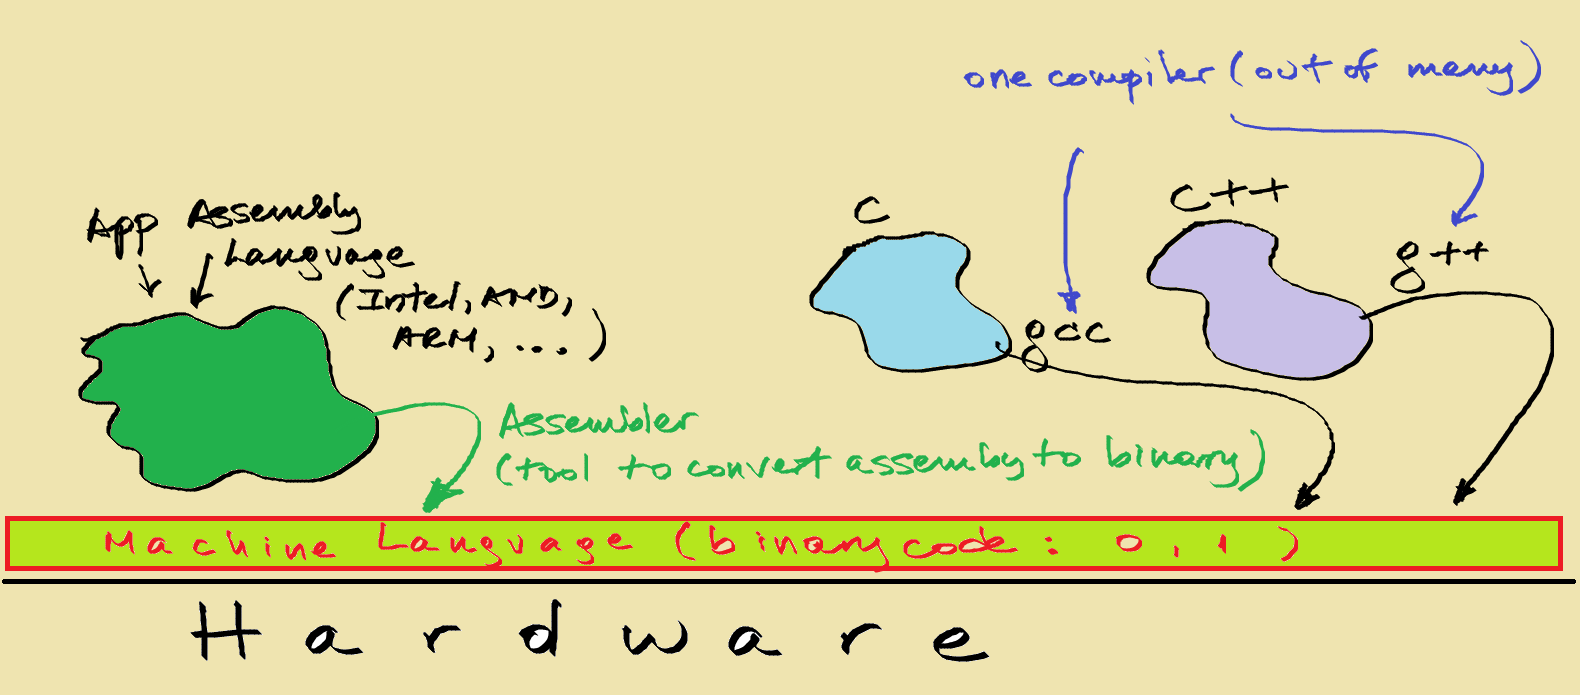 one compiler (out of many)
C++
C
App Assembly
Language
g++
(Intel, AMD,
ARM, ...)
gcc
Assembler
(tool to convert assemby to binary)
Machine Language (binary code: 0, 1)
Hardware